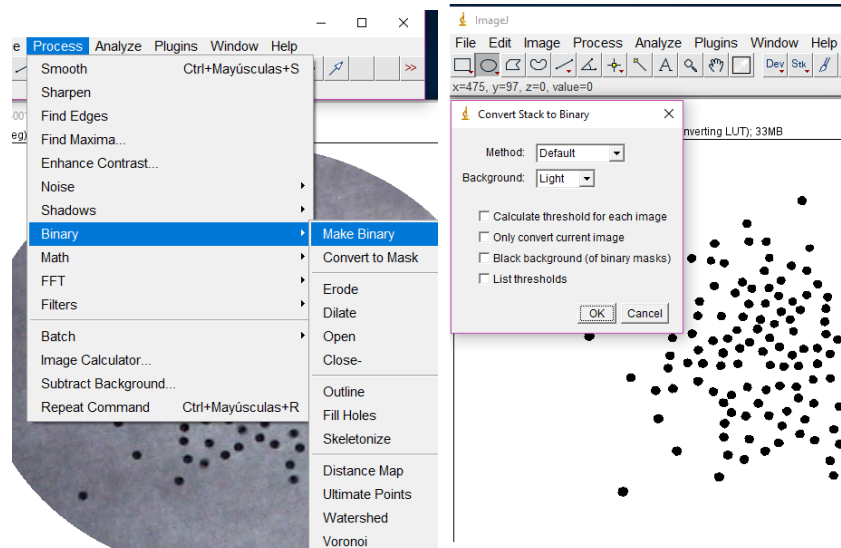 e Process Analyze Plugins Window Help
>>
Smooth Ctrl+Mayúsculas+S
Sharpen
Find Edges
Find Maxima...
Enhance Contrast...
Noise
Shadows
Binary
Math
FFT
Filters
Batch
Image Calculator...
Subtract Background...
Repeat Command Ctrl+Mayúsculas+R
001
eg)
Make Binary
Convert to Mask
Erode
Dilate
Open
Close-
Outline
Fill Holes
Skeletonize
Distance Map
Ultimate Points
Watershed
Voronoi
ImageJ
File Edit Image Process Analyze Plugins Window Help
A Dev Stk
x=475, y=97, z=0, value=0
Convert Stack to Binary
nverting LUT); 33MB
Method: Default
Background: Light
Calculate threshold for each image
Only convert current image
Black background (of binary masks)
List thresholds
OK Cancel